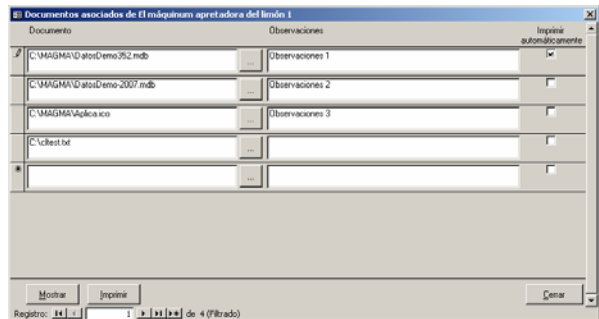 Documentos asociados de El máquinum apretadora del limón 1
Documento Observaciones Imprimir
automáticamente
C:\MAGMA\DatosDemo352.mdb ... Observaciones 1
C:\MAGMA\DatosDemo-2007.mdb ... Observaciones 2
C:\MAGMA\Aplica.ico ... Observaciones 3
C:\cltest.txt ...
...
Mostrar Imprimir Cerrar
Registro: 1 de 4 (Filtrado)